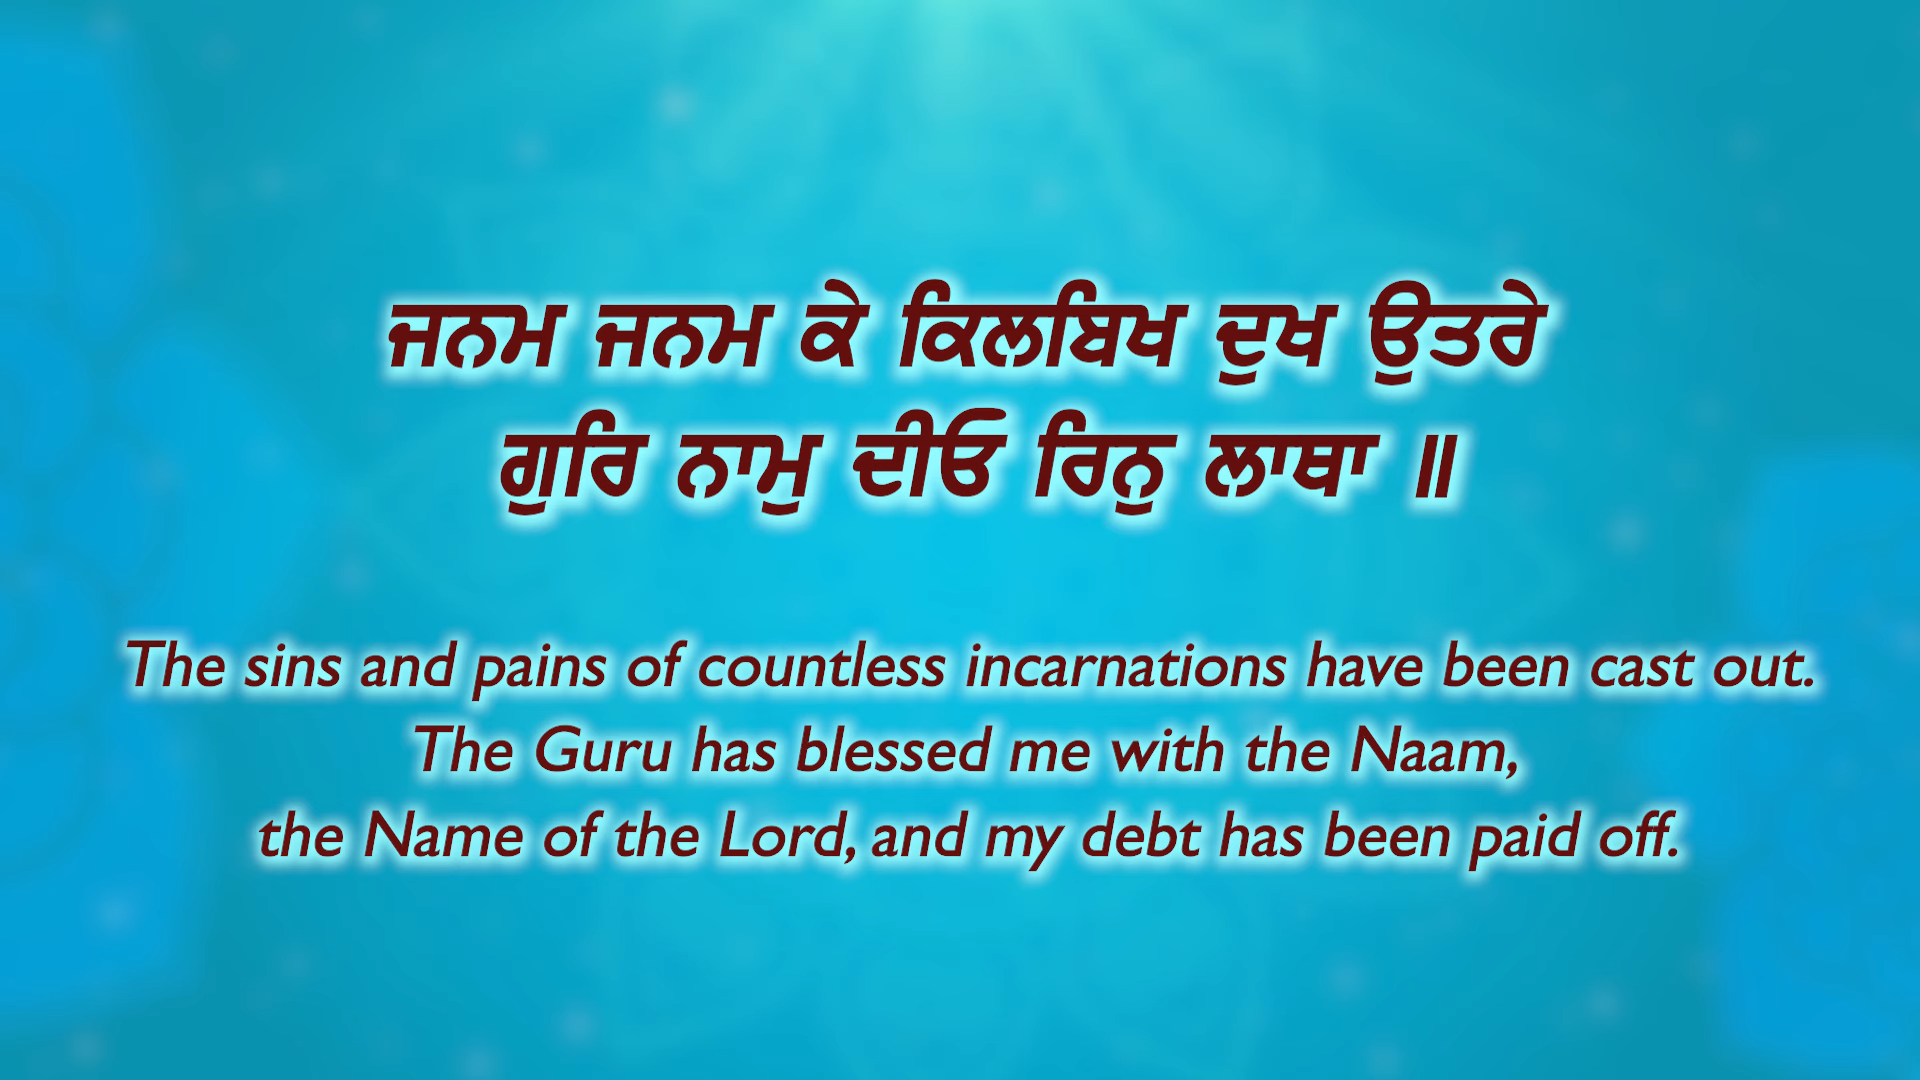 ਜਨਮ ਜਨਮ ਕੇ ਕਿਲਬਿਖ ਦੁਖ ਉਤਰੇ
ਗੁਰਿ ਨਾਮੁ ਦੀਓ ਰਿਨੁ ਲਾਥਾ ॥
The sins and pains of countless incarnations have been cast out.
The Guru has blessed me with the Naam,
the Name of the Lord, and my debt has been paid off.